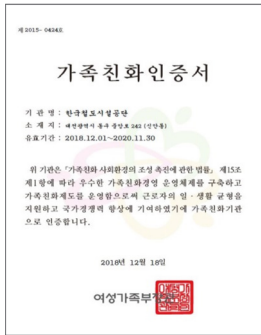 제 2015- 0424호
가족친화인증서
기 관 명 : 한국철도시설공단
소 재 지 : 대전광역시 동구 중앙로 242 (신안동)
유효기간 : 2018.12.01~2020.11.30
위 기관은 「가족친화 사회환경의 조성 촉진에 관한 법률」 제15조
제1항에 따라 우수한 가족친화경영 운영체제를 구축하고
가족친화제도를 운영함으로써 근로자의 일·생활 균형을
지원하고 국가경쟁력 향상에 기여하였기에 가족친화기관
으로 인증합니다.
2018년 12월 18일
여성가족부장관